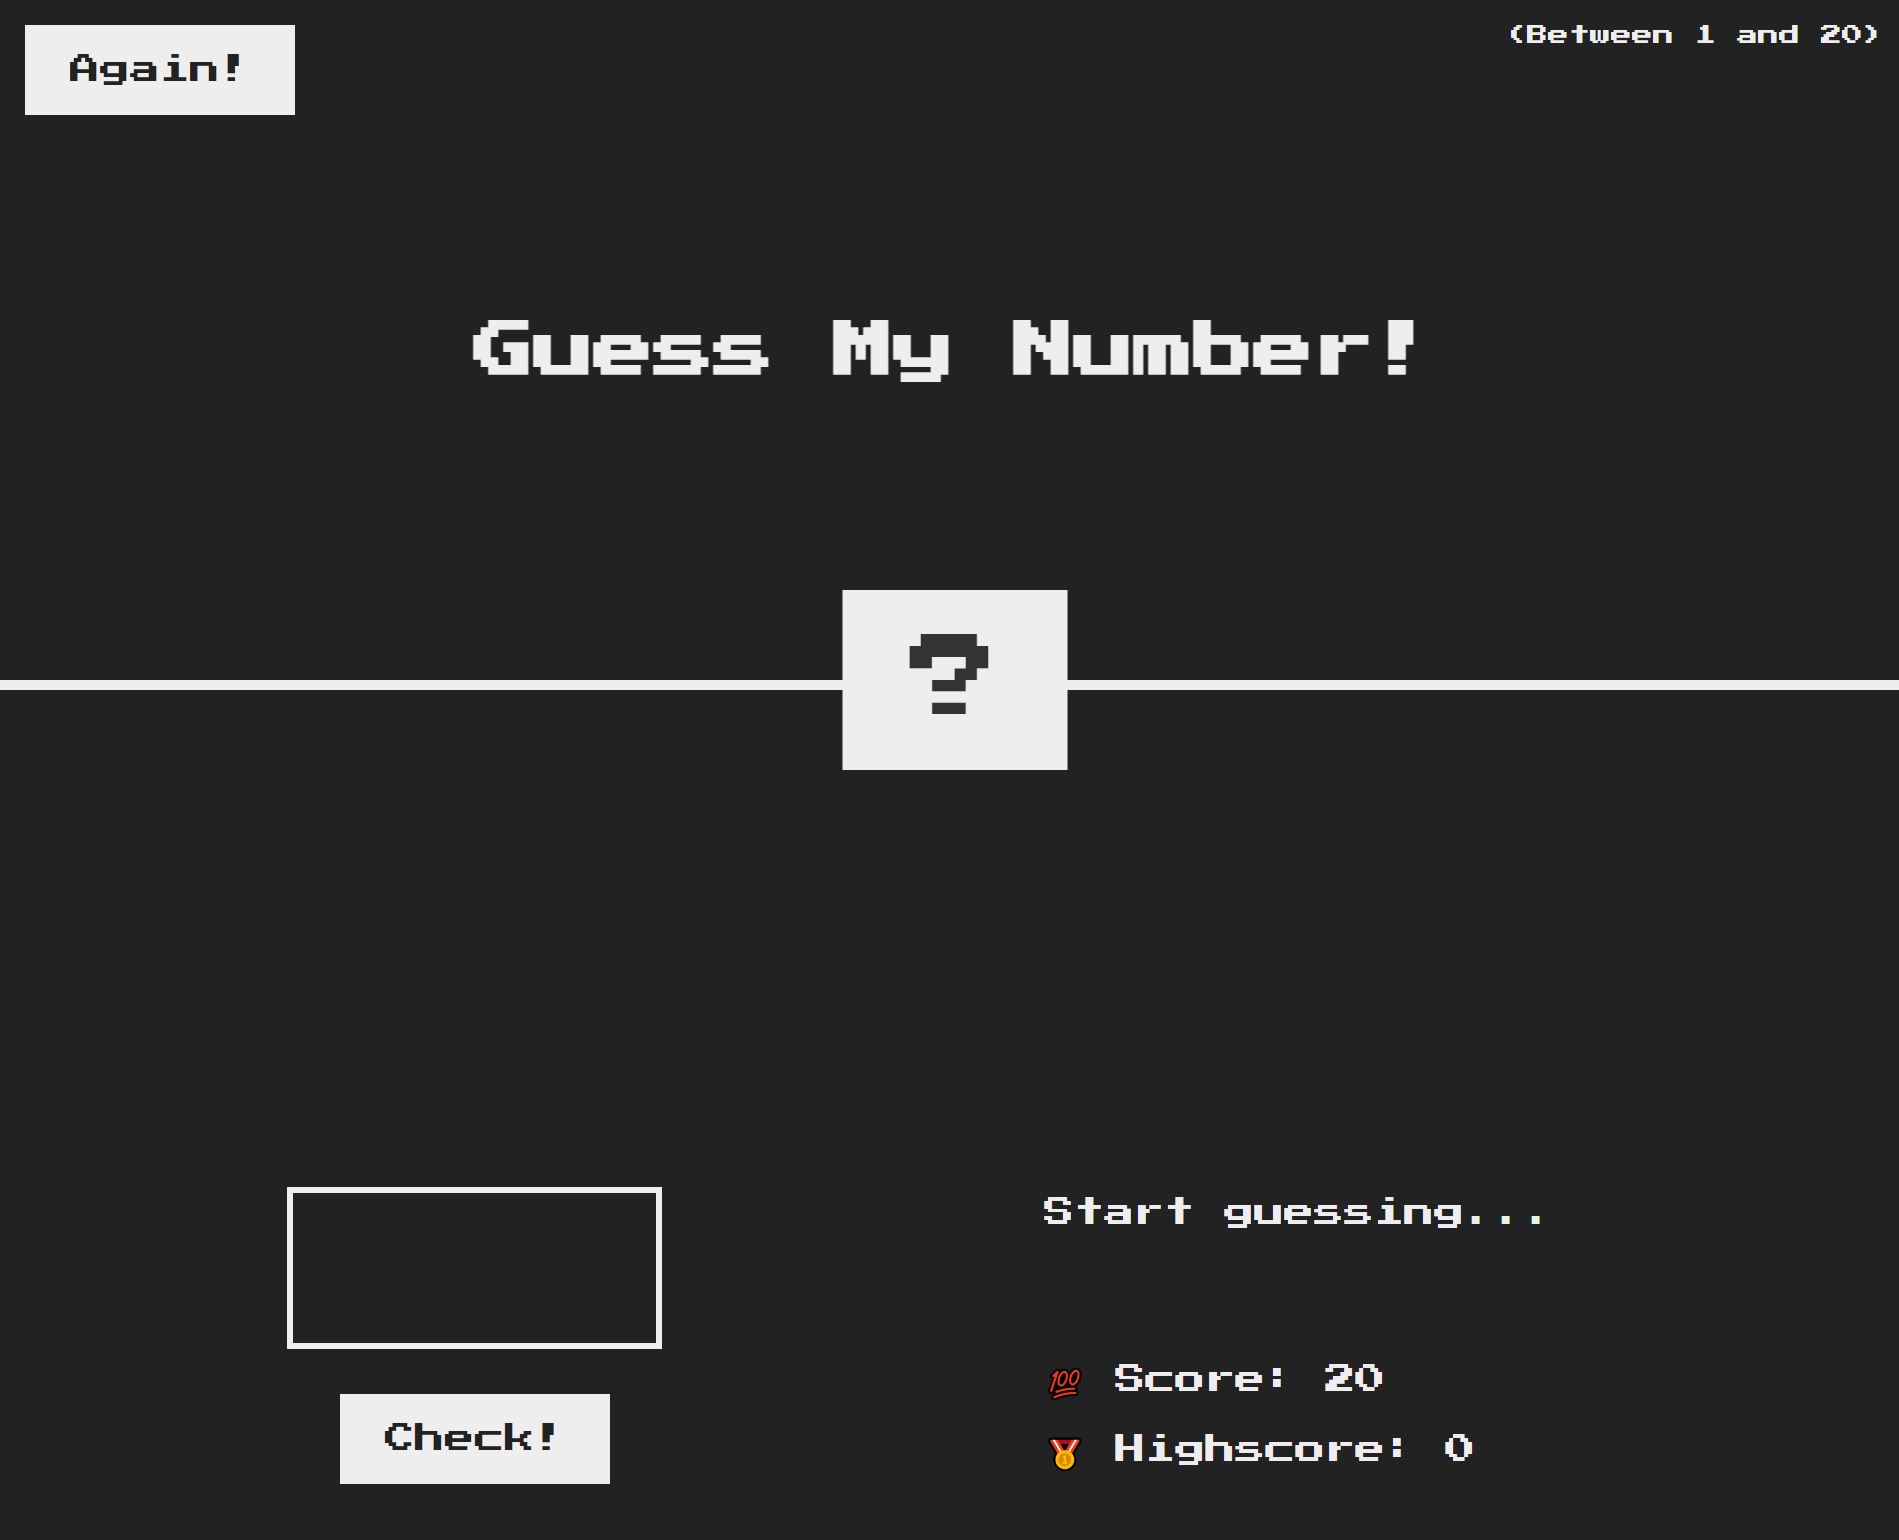 Again!
(Between 1 and 20)
Guess My Number!
?
Start guessing...
💯 Score: 20
🥇 Highscore: 0
Check!